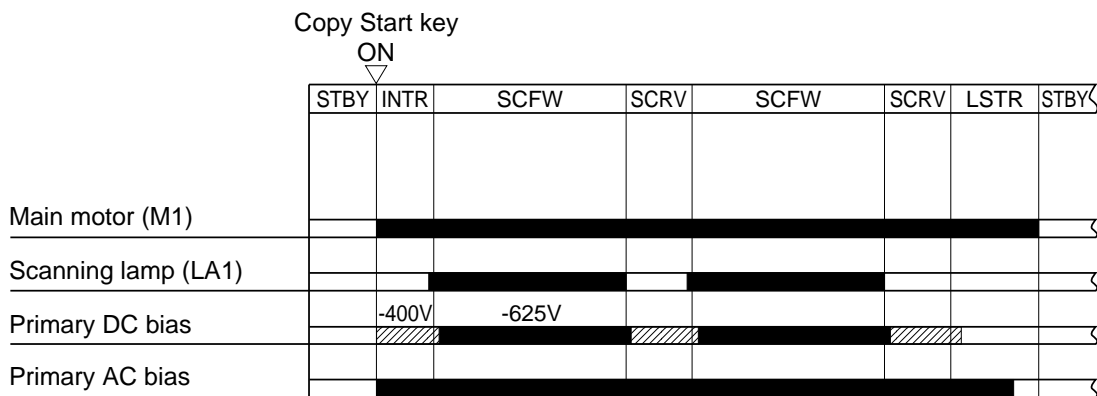 Copy Start key
ON
STBY INTR SCFW SCRV SCFW SCRV LSTR STBY
Main motor (M1)
Scanning lamp (LA1)
-400V -625V
Primary DC bias
Primary AC bias